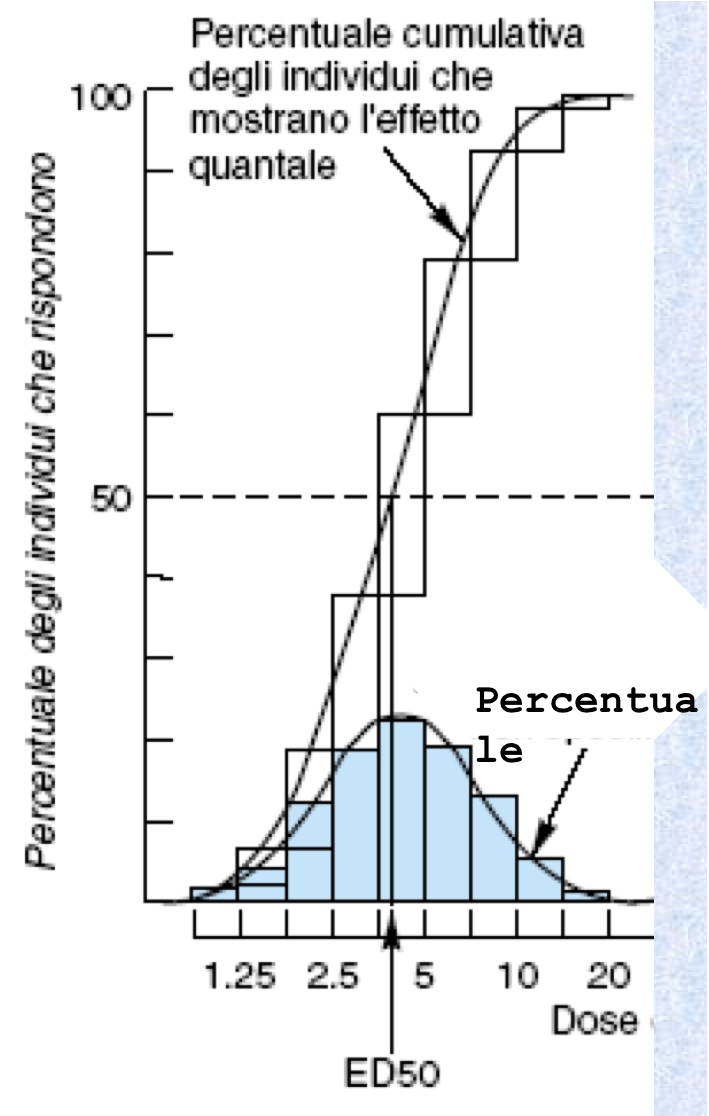 Percentuale cumulativa
degli individui che
mostrano l'effetto
quantale
100
Percentuale degli individui che rispondono
50
Percentua
le
1.25 2.5 5 10 20
Dose
ED50